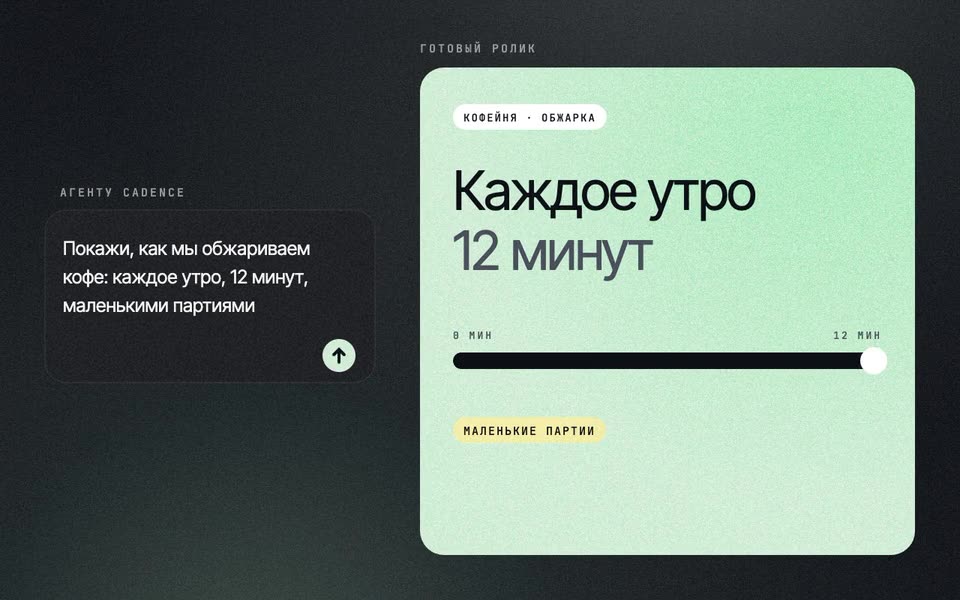 АГЕНТУ CADENCE
Покажи, как мы обжариваем
кофе: каждое утро, 12 минут,
маленькими партиями
ГОТОВЫЙ РОЛИК
КОФЕЙНЯ · ОБЖАРКА
Каждое утро
12 минут
0 МИН
12 МИН
МАЛЕНЬКИЕ ПАРТИИ